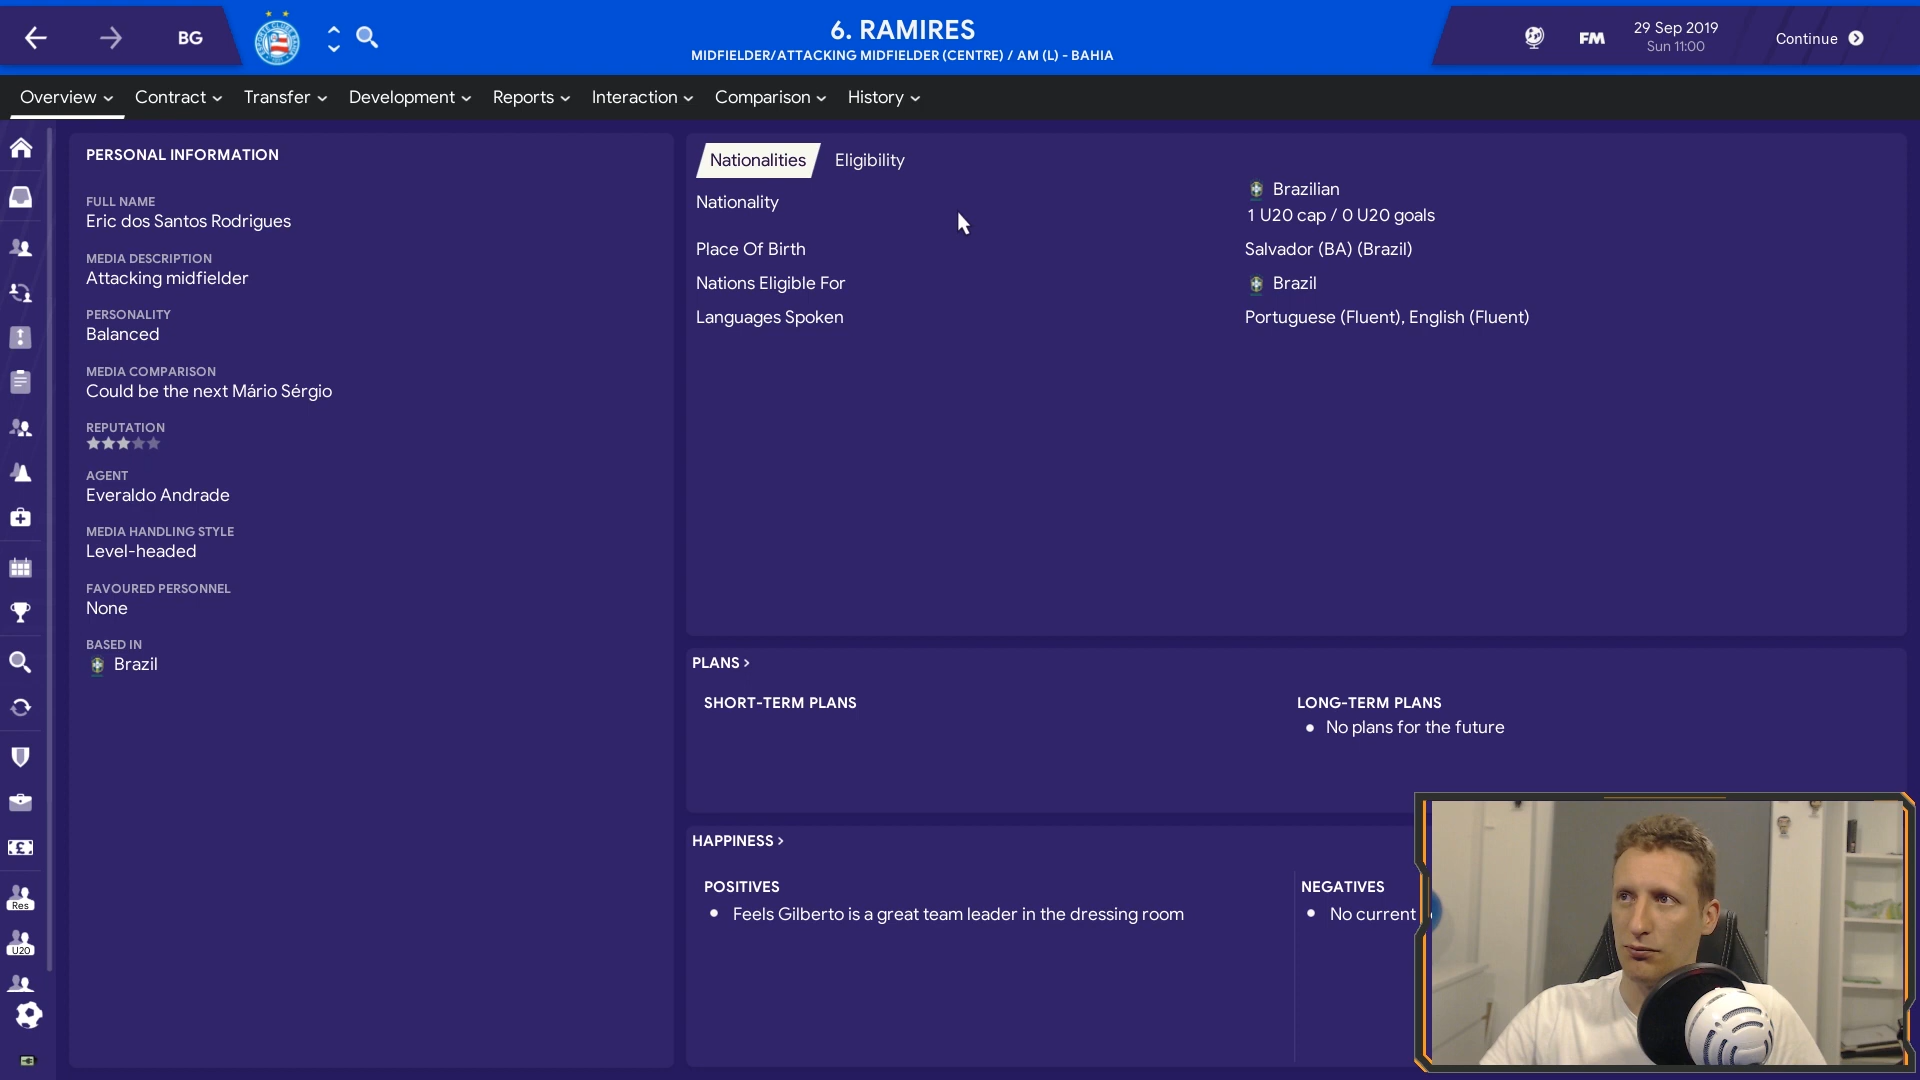 BG
6. RAMIRES
MIDFIELDER/ATTACKING MIDFIELDER (CENTRE) / AM (L) - BAHIA
FM
29 Sep 2019
Sun 11:00
Continue
Overview
Contract
Transfer
Development
Reports
Interaction
Comparison
History
PERSONAL INFORMATION
FULL NAME
Eric dos Santos Rodrigues
MEDIA DESCRIPTION
Attacking midfielder
PERSONALITY
Balanced
MEDIA COMPARISON
Could be the next Mário Sérgio
REPUTATION
AGENT
Everaldo Andrade
MEDIA HANDLING STYLE
Level-headed
FAVOURED PERSONNEL
None
BASED IN
Brazil
Nationalities
Eligibility
Nationality
Brazilian
1 U20 cap / 0 U20 goals
Place Of Birth
Salvador (BA) (Brazil)
Nations Eligible For
Brazil
Languages Spoken
Portuguese (Fluent), English (Fluent)
PLANS >
SHORT-TERM PLANS
LONG-TERM PLANS
• No plans for the future
HAPPINESS >
POSITIVES
• Feels Gilberto is a great team leader in the dressing room
NEGATIVES
• No current
Res
U20